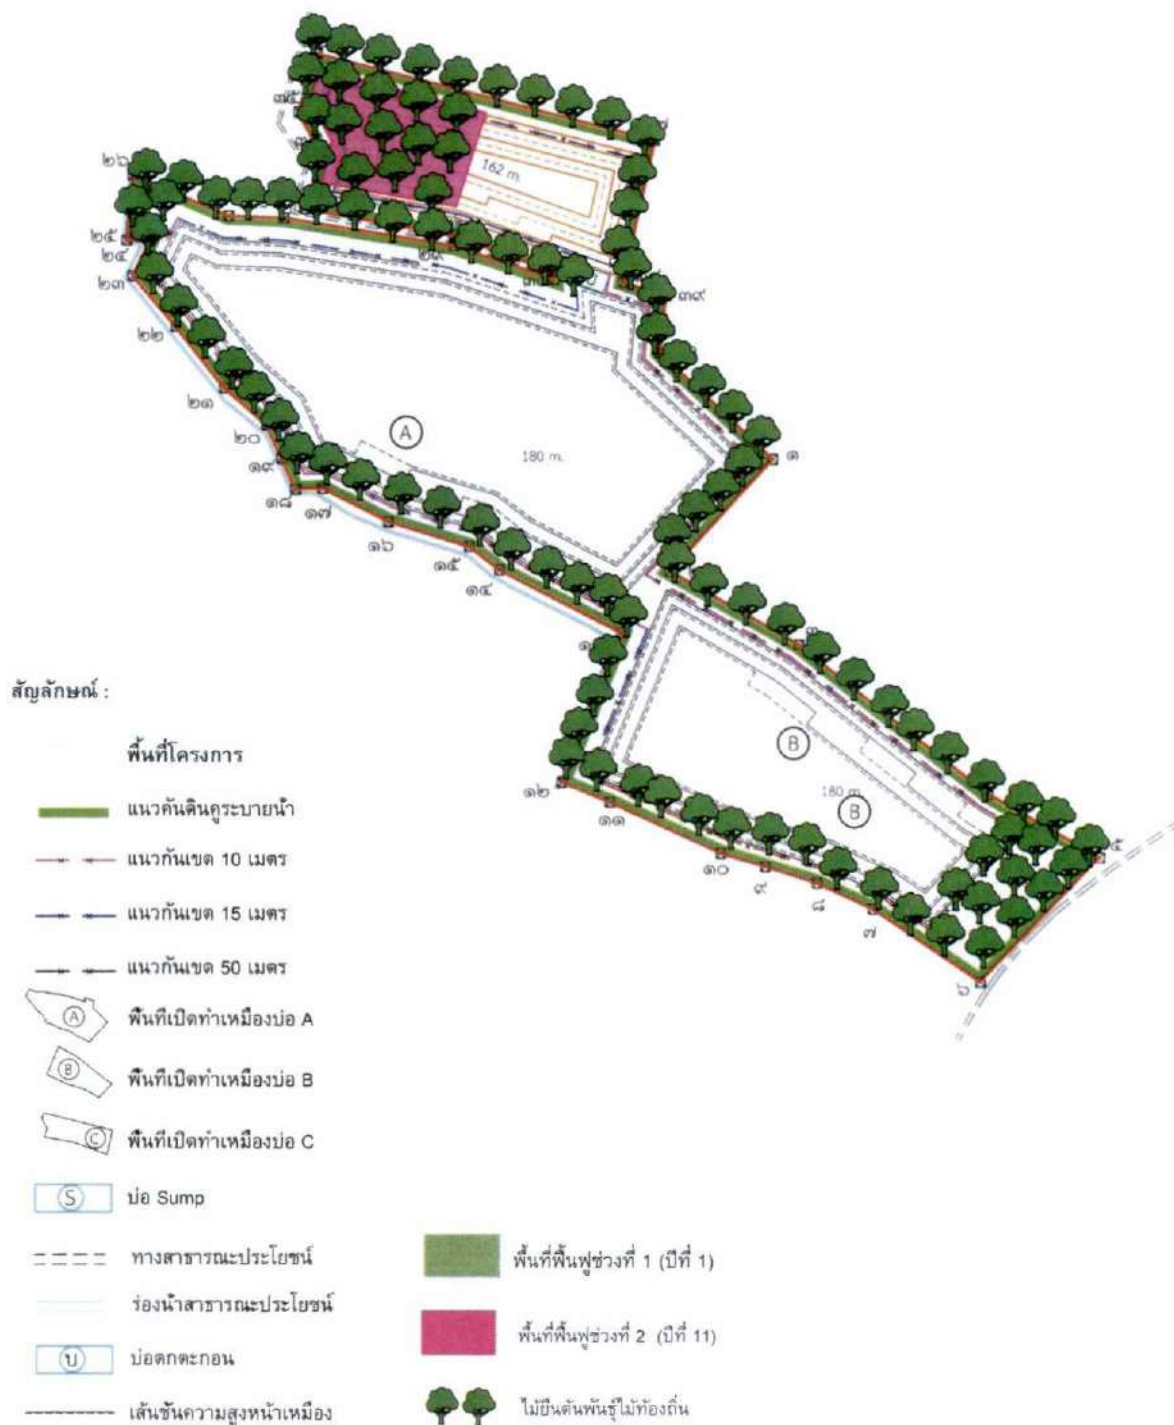 ๗
๓๕
162 m.
๒๖
๒๕
๒๔
๒๓
๒๙
๓๙
๒๒
๒๑
๒๐
A
180 m.
๑
๑๙
๑๘
๑๗
๑๖
๑๕
๑๔
๓
สัญลักษณ์ :
พื้นที่โครงการ
B
๑๒
๑๑
180 m.
B
แนวคันดินคูระบายน้ำ
๕
๑๐
๙
๘
๗
๖
แนวกันเขต 10 เมตร
แนวกันเขต 15 เมตร
แนวกันเขต 50 เมตร
A พื้นที่เปิดทำเหมืองบ่อ A
B พื้นที่เปิดทำเหมืองบ่อ B
C พื้นที่เปิดทำเหมืองบ่อ C
S บ่อ Sump
ทางสาธารณะประโยชน์
ร่องน้ำสาธารณะประโยชน์
บ บ่อตกตะกอน
เส้นชั้นความสูงหน้าเหมือง
พื้นที่ฟื้นฟูช่วงที่ 1 (ปีที่ 1)
พื้นที่ฟื้นฟูช่วงที่ 2 (ปีที่ 11)
ไม้ยืนต้นพันธุ์ไม้ท้องถิ่น